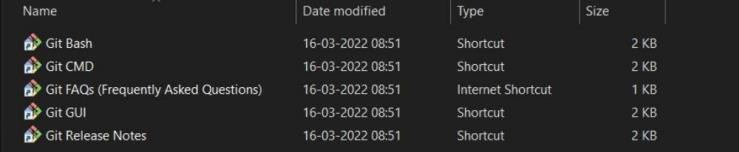 Name Date modified Type Size
Git Bash 16-03-2022 08:51 Shortcut 2 KB
Git CMD 16-03-2022 08:51 Shortcut 2 KB
Git FAQs (Frequently Asked Questions) 16-03-2022 08:51 Internet Shortcut 1 KB
Git GUI 16-03-2022 08:51 Shortcut 2 KB
Git Release Notes 16-03-2022 08:51 Shortcut 2 KB